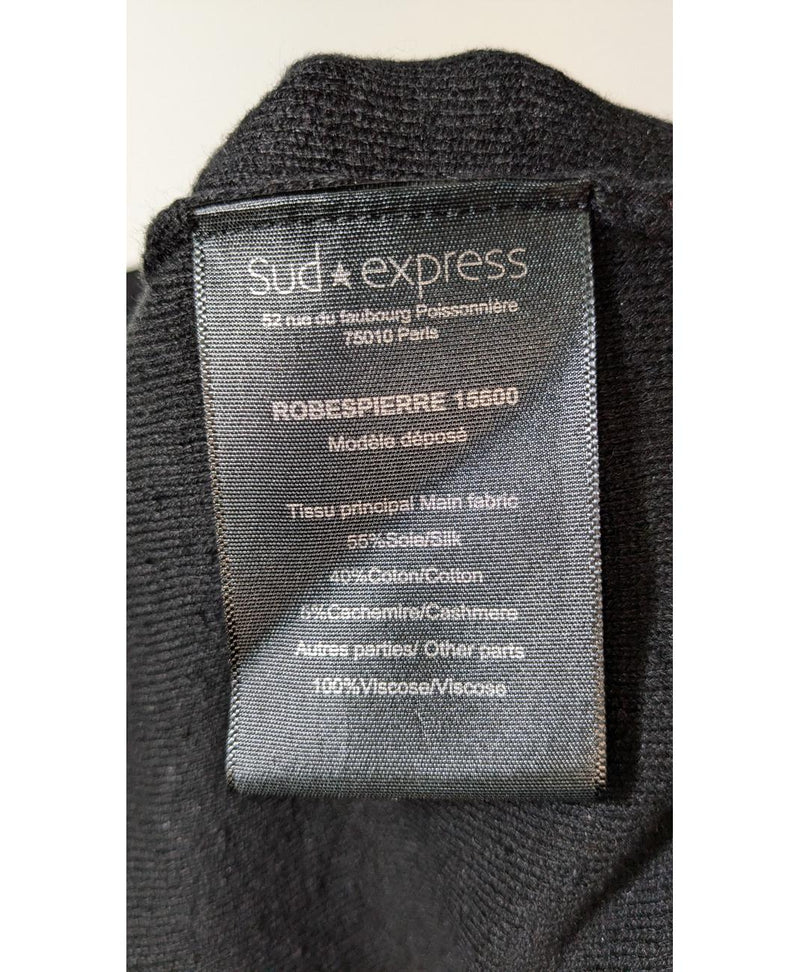 sud★express
52 rue du faubourg Poissonnière
75010 Paris
ROBESPIERRE 15600
Modèle déposé
Tissu principal Main fabric
55%Soie/Silk
40%Coton/Cotton
5%Cachemire/Cashmere
Autres parties/ Other parts
100%Viscose/Viscose